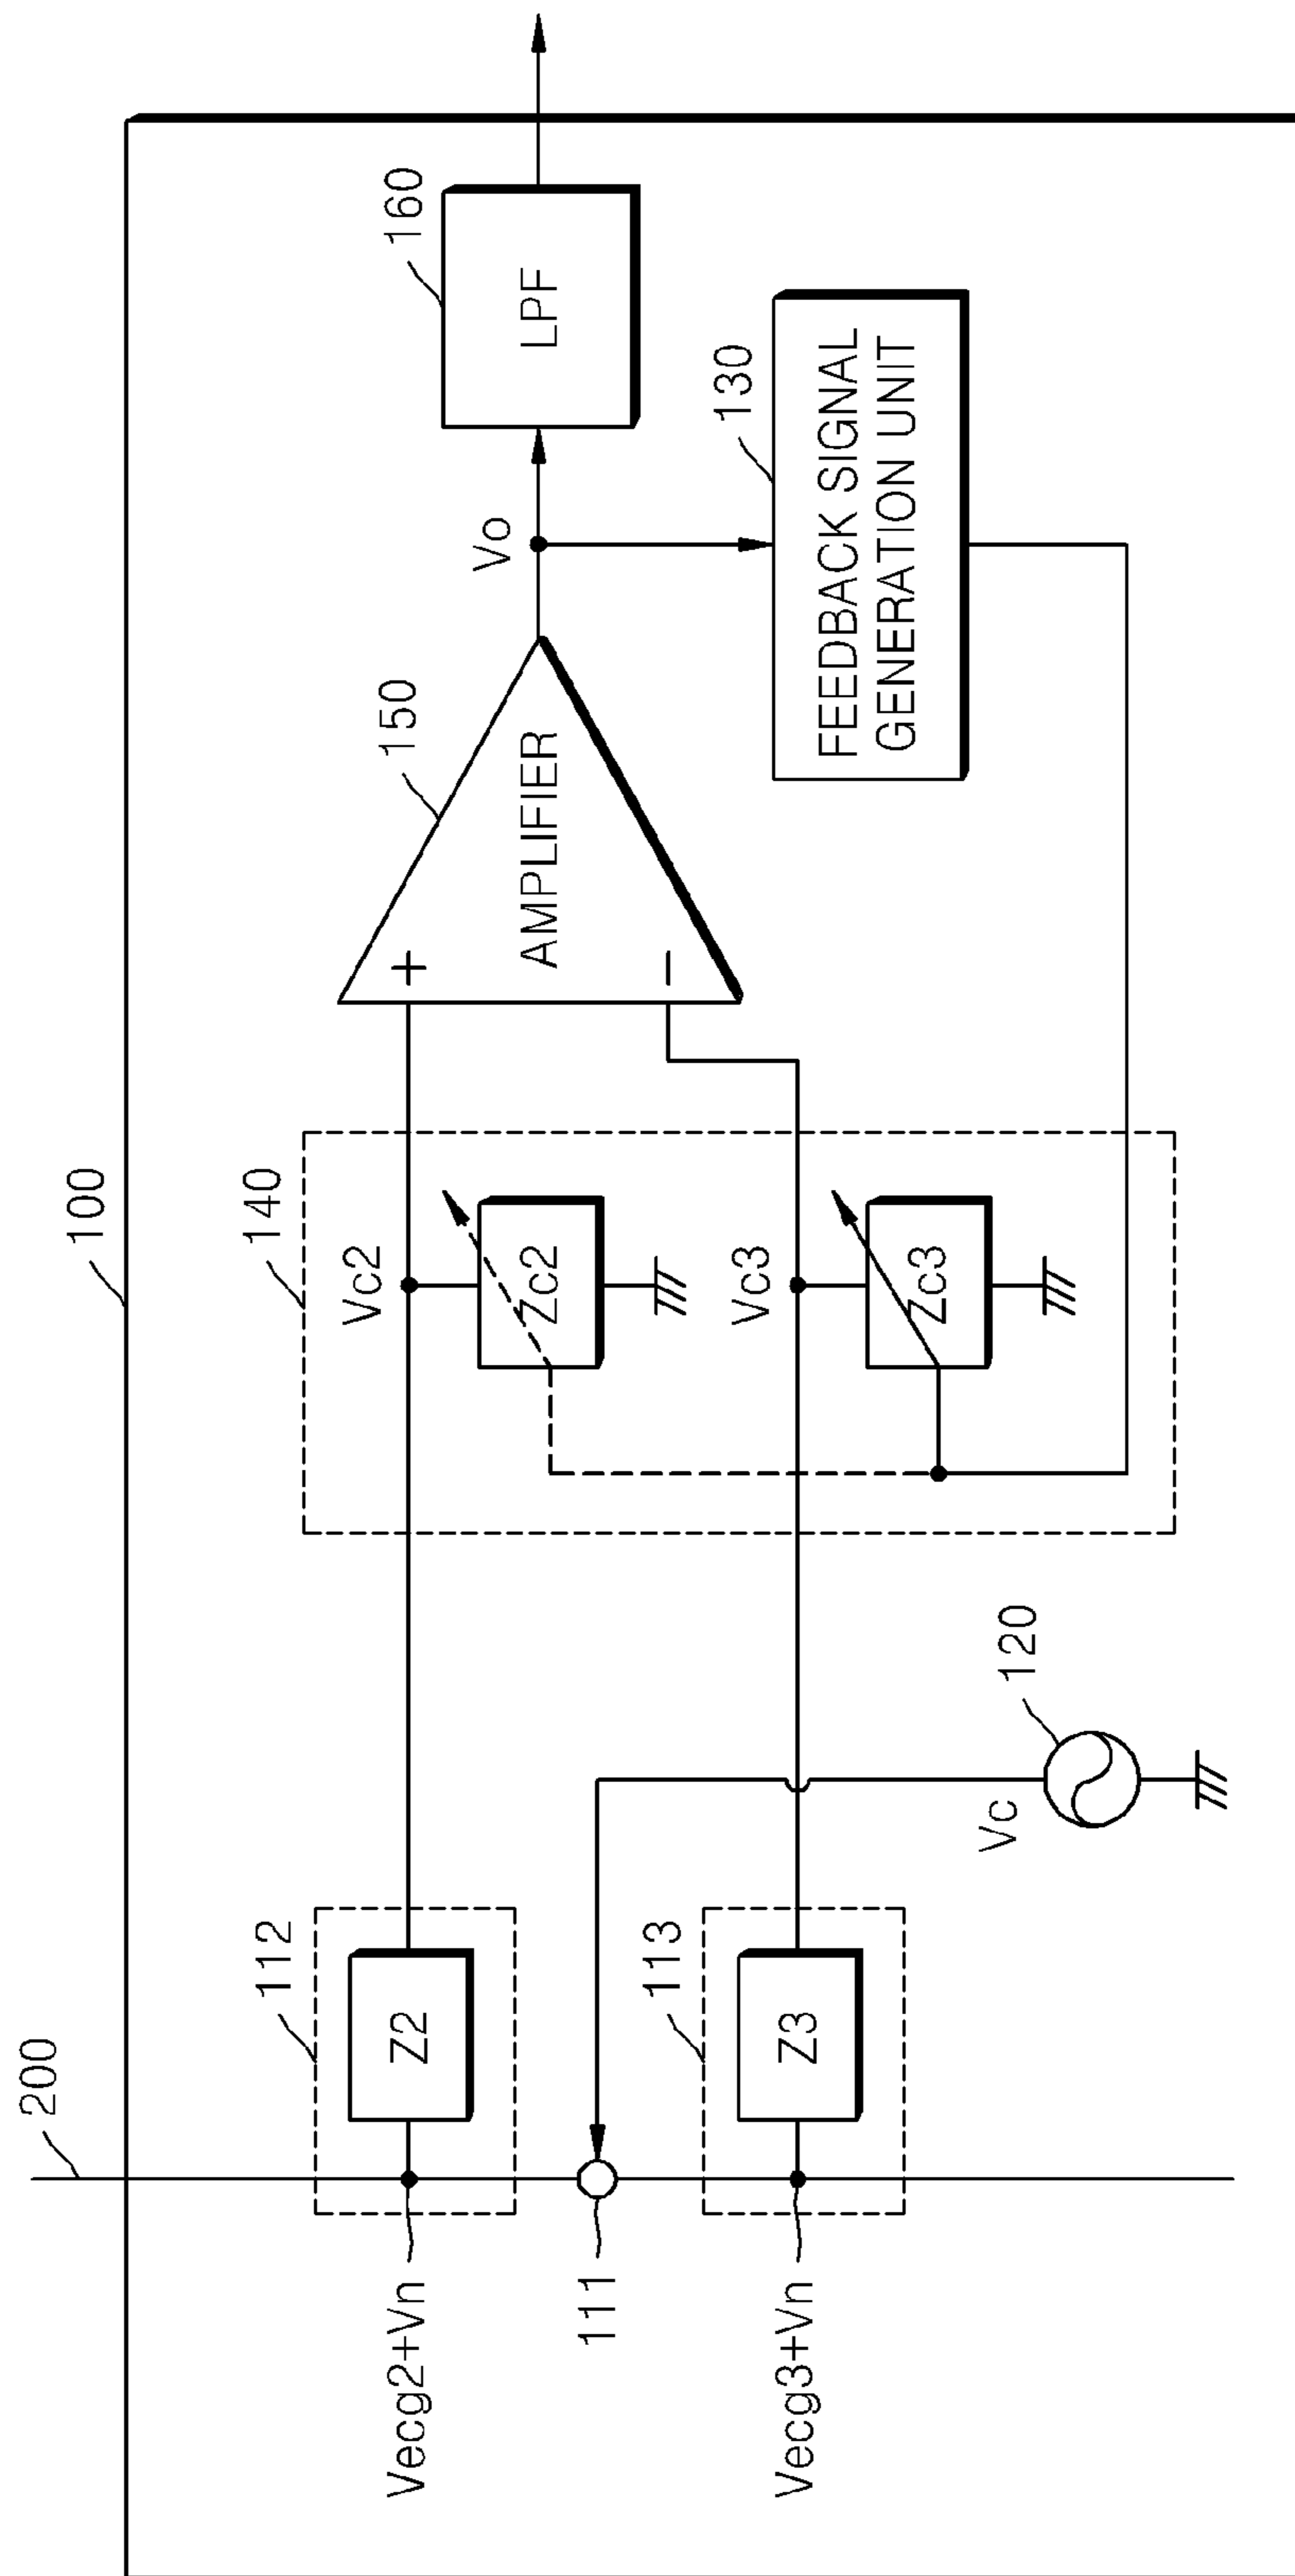 100
200
112
Z2
Vecg2+Vn
111
113
Z3
Vecg3+Vn
Vc
120
140
Vc2
Zc2
Vc3
Zc3
150
+
AMPLIFIER
−
Vo
160
LPF
130
FEEDBACK SIGNAL
GENERATION UNIT